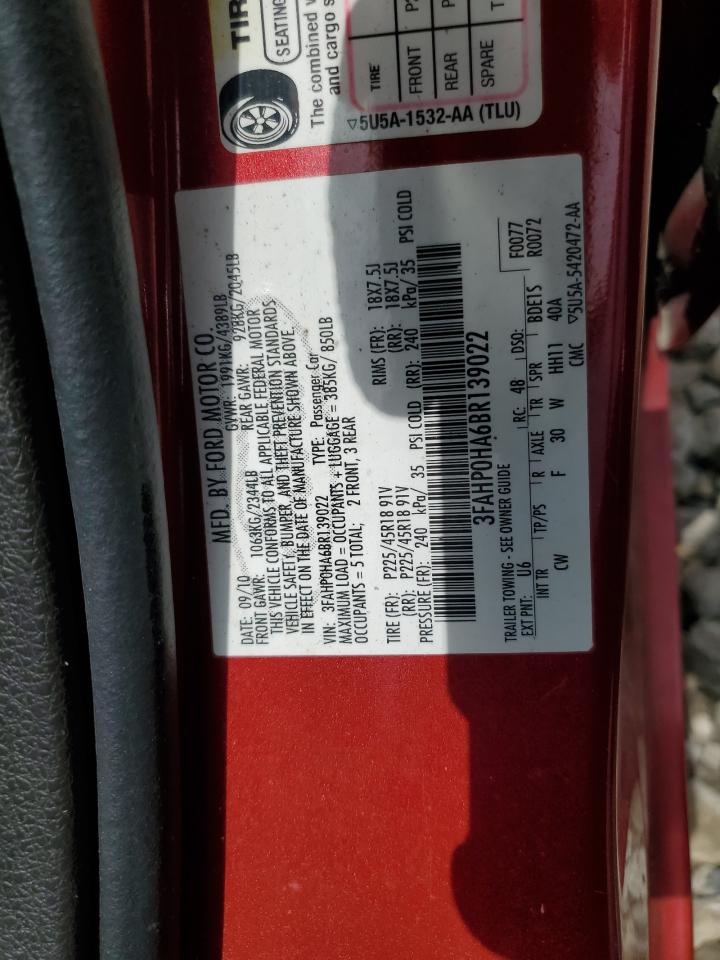 TIR
SEATING
The combined
and cargo s
TIRE
FRONT P
REAR P
SPARE T
▽5U5A-1532-AA (TLU)
MFD. BY FORD MOTOR CO.
DATE: 09/10 GVWR: 1991KG/4389LB
FRONT GAWR: 1063KG/2344LB REAR GAWR: 928KG/2045LB
THIS VEHICLE CONFORMS TO ALL APPLICABLE FEDERAL MOTOR
VEHICLE SAFETY, BUMPER, AND THEFT PREVENTION STANDARDS
IN EFFECT ON THE DATE OF MANUFACTURE SHOWN ABOVE.
VIN: 3FAHP0HA6BR139022 TYPE: Passenger Car
MAXIMUM LOAD = OCCUPANTS + LUGGAGE = 385KG/ 850LB
OCCUPANTS = 5 TOTAL; 2 FRONT, 3 REAR
TIRE (FR): P225/45R18 91V RIMS (FR): 18X7.5J
(RR): P225/45R18 91V (RR): 18X7.5J
PRESSURE (FR): 240 kPa/ 35 PSI COLD (RR): 240 kPa/ 35 PSI COLD
3FAHP0HA6BR139022
TRAILER TOWING - SEE OWNER GUIDE F0077
EXT PNT: U6 RC: 48 DSO: R0072
INT TR TP/PS R AXLE TR SPR BDE1S
CW F 30 W HH11 40A
CMC ▽5U5A-5420472-AA